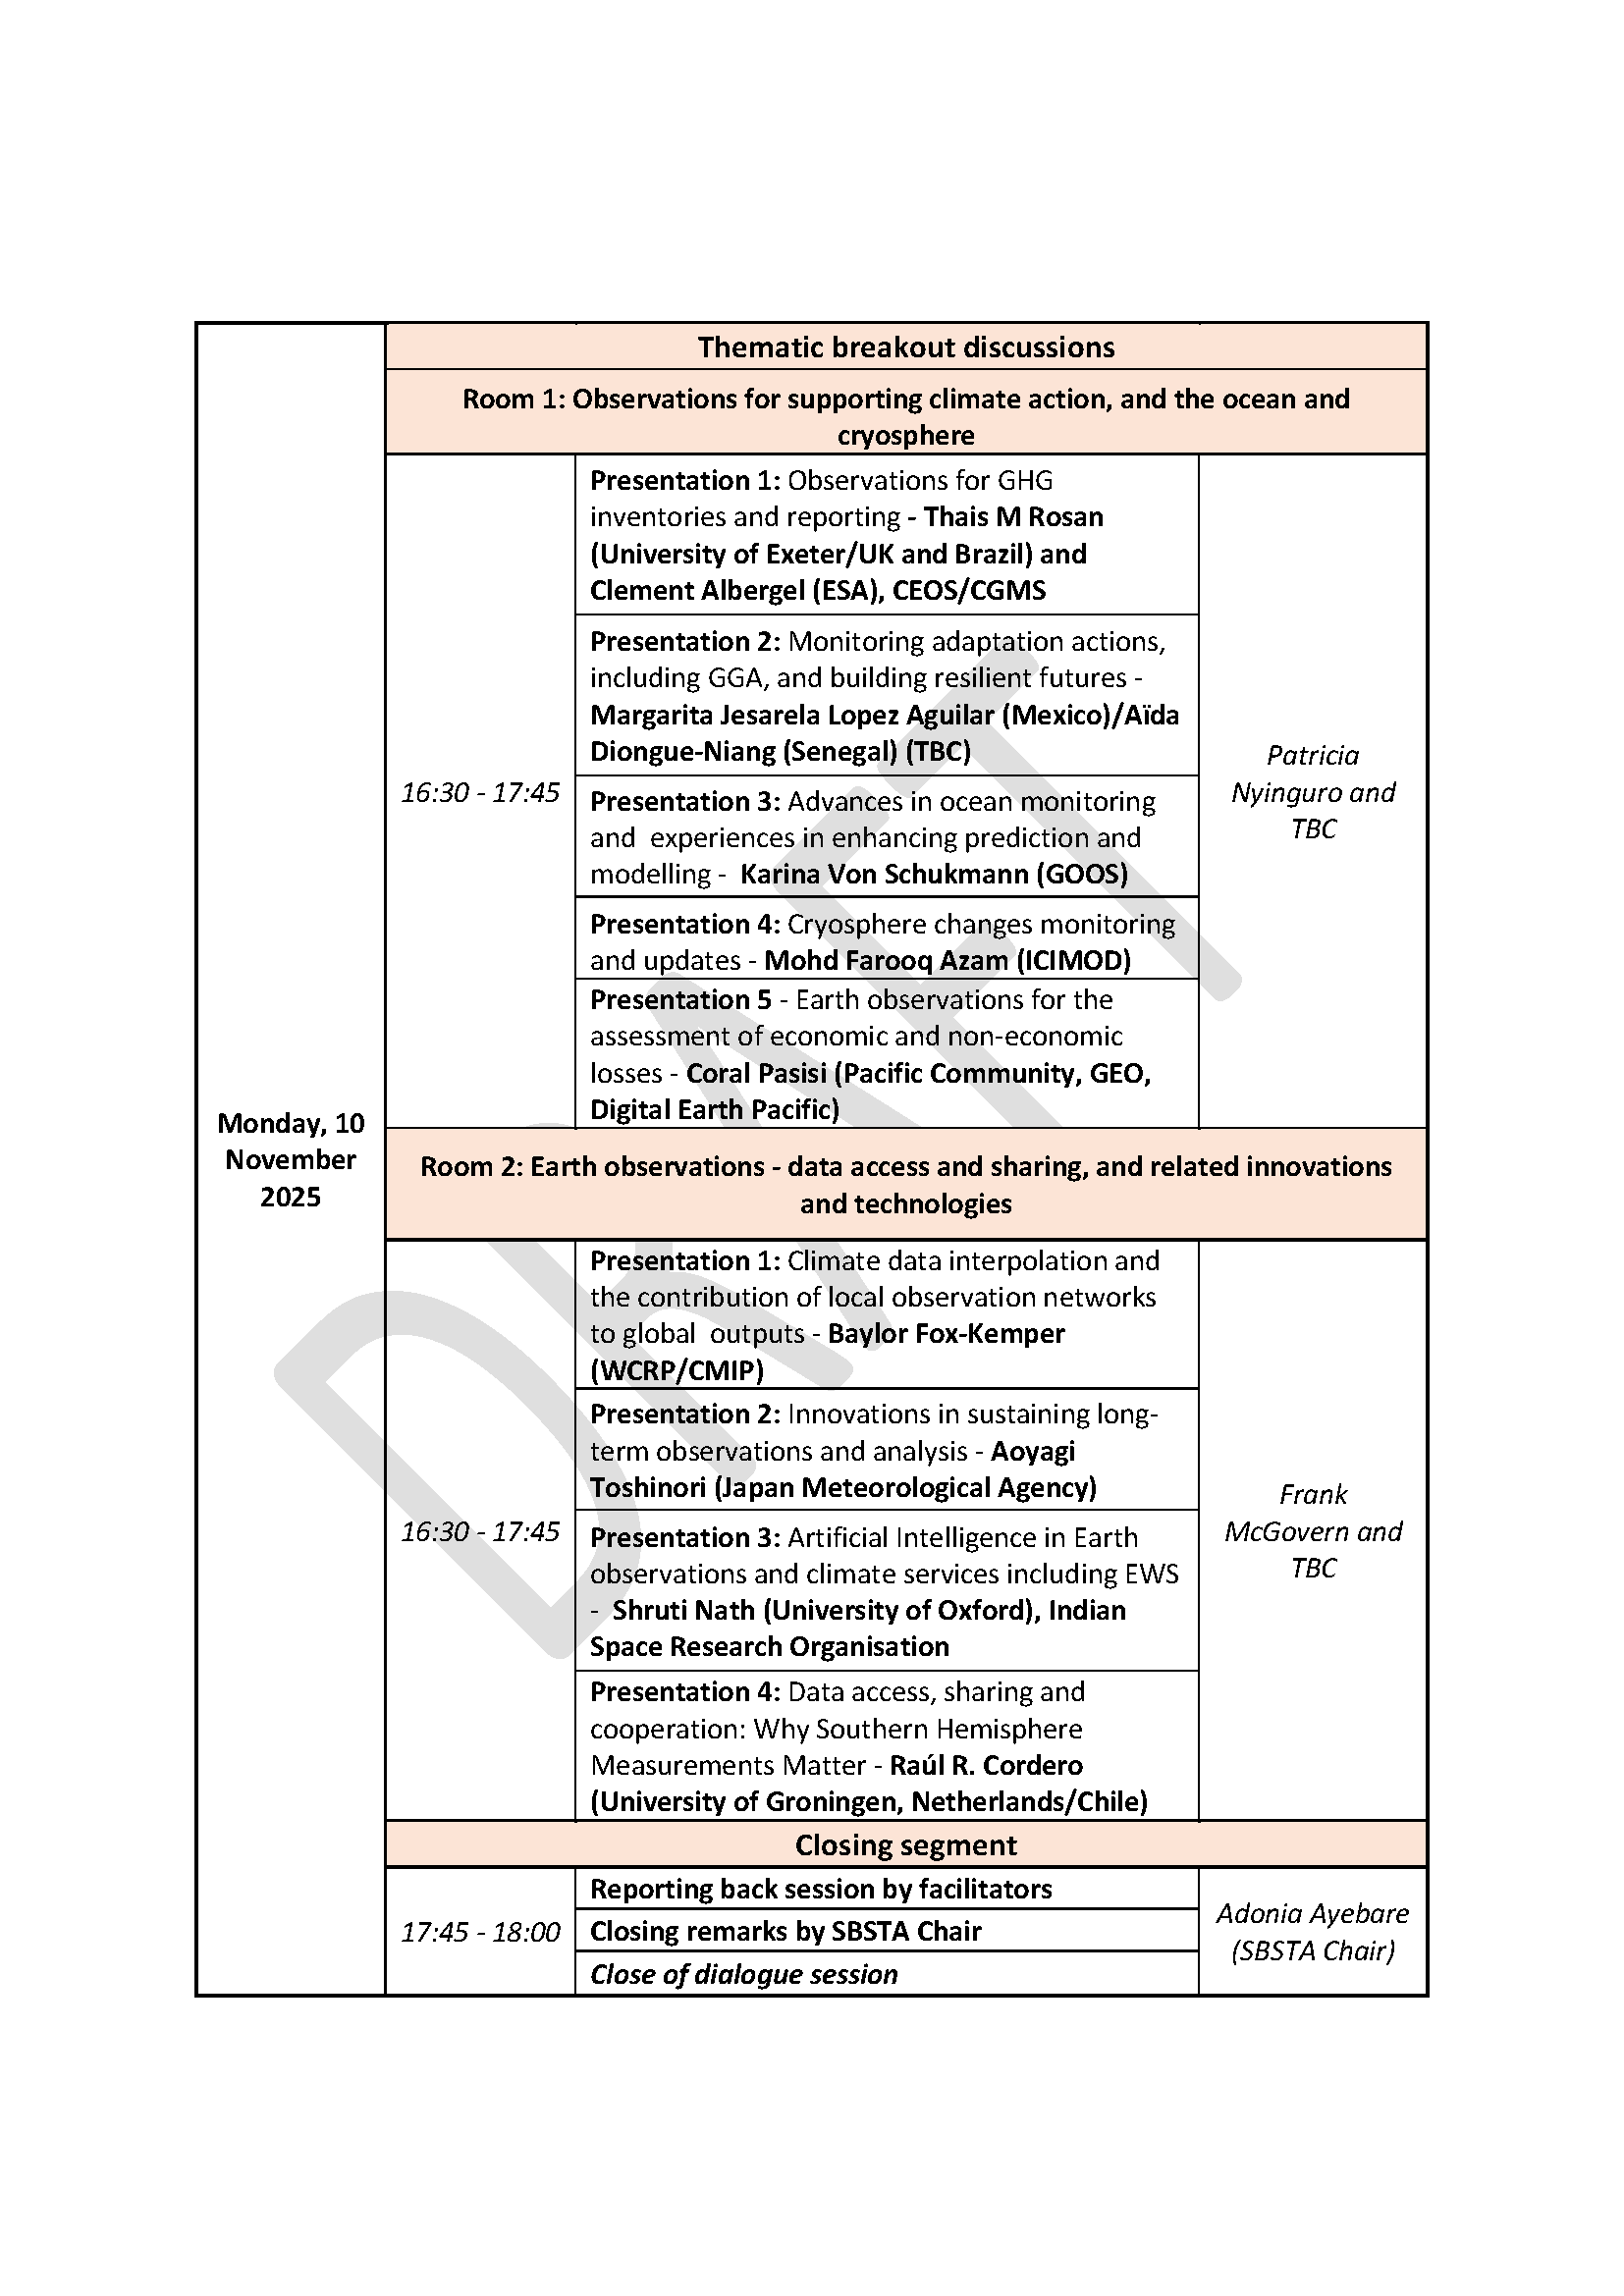 Thematic breakout discussions
Room 1: Observations for supporting climate action, and the ocean and
cryosphere
Monday, 10
November
2025
16:30 - 17:45
Presentation 1: Observations for GHG
inventories and reporting - Thais M Rosan
(University of Exeter/UK and Brazil) and
Clement Albergel (ESA), CEOS/CGMS
Presentation 2: Monitoring adaptation actions,
including GGA, and building resilient futures -
Margarita Jesarela Lopez Aguilar (Mexico)/Aïda
Diongue-Niang (Senegal) (TBC)
Presentation 3: Advances in ocean monitoring
and  experiences in enhancing prediction and
modelling -  Karina Von Schukmann (GOOS)
Presentation 4: Cryosphere changes monitoring
and updates - Mohd Farooq Azam (ICIMOD)
Presentation 5 - Earth observations for the
assessment of economic and non-economic
losses - Coral Pasisi (Pacific Community, GEO,
Digital Earth Pacific)
Patricia
Nyinguro and
TBC
Room 2: Earth observations - data access and sharing, and related innovations
and technologies
16:30 - 17:45
Presentation 1: Climate data interpolation and
the contribution of local observation networks
to global  outputs - Baylor Fox-Kemper
(WCRP/CMIP)
Presentation 2: Innovations in sustaining long-
term observations and analysis - Aoyagi
Toshinori (Japan Meteorological Agency)
Presentation 3: Artificial Intelligence in Earth
observations and climate services including EWS
-  Shruti Nath (University of Oxford), Indian
Space Research Organisation
Presentation 4: Data access, sharing and
cooperation: Why Southern Hemisphere
Measurements Matter - Raúl R. Cordero
(University of Groningen, Netherlands/Chile)
Frank
McGovern and
TBC
Closing segment
17:45 - 18:00
Reporting back session by facilitators
Closing remarks by SBSTA Chair
Close of dialogue session
Adonia Ayebare
(SBSTA Chair)
DRAFT